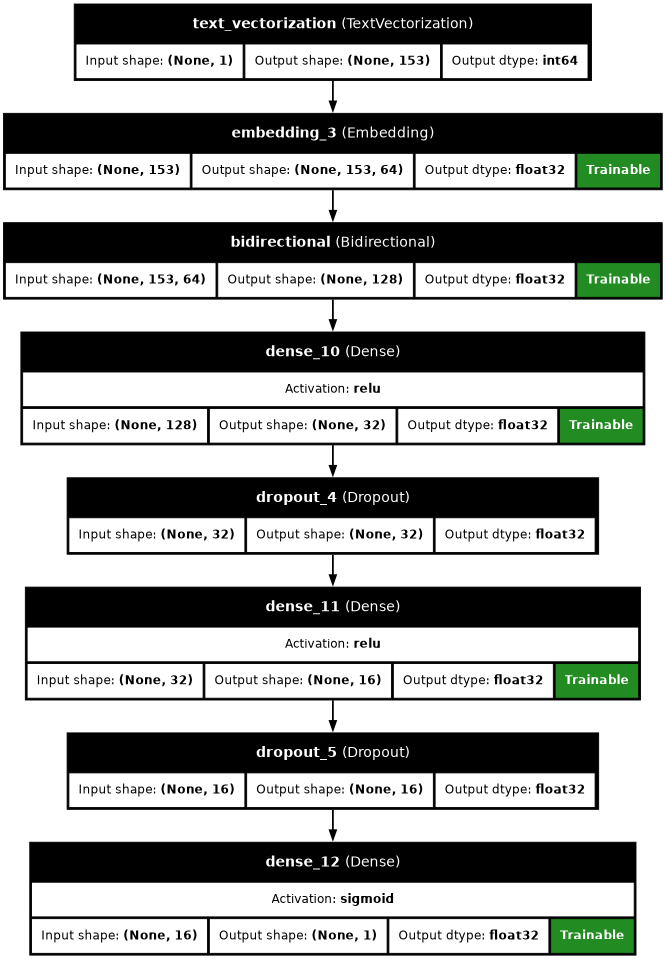 text_vectorization (TextVectorization)
Input shape: (None, 1) Output shape: (None, 153) Output dtype: int64
embedding_3 (Embedding)
Input shape: (None, 153) Output shape: (None, 153, 64) Output dtype: float32 Trainable
bidirectional (Bidirectional)
Input shape: (None, 153, 64) Output shape: (None, 128) Output dtype: float32 Trainable
dense_10 (Dense)
Activation: relu
Input shape: (None, 128) Output shape: (None, 32) Output dtype: float32 Trainable
dropout_4 (Dropout)
Input shape: (None, 32) Output shape: (None, 32) Output dtype: float32
dense_11 (Dense)
Activation: relu
Input shape: (None, 32) Output shape: (None, 16) Output dtype: float32 Trainable
dropout_5 (Dropout)
Input shape: (None, 16) Output shape: (None, 16) Output dtype: float32
dense_12 (Dense)
Activation: sigmoid
Input shape: (None, 16) Output shape: (None, 1) Output dtype: float32 Trainable